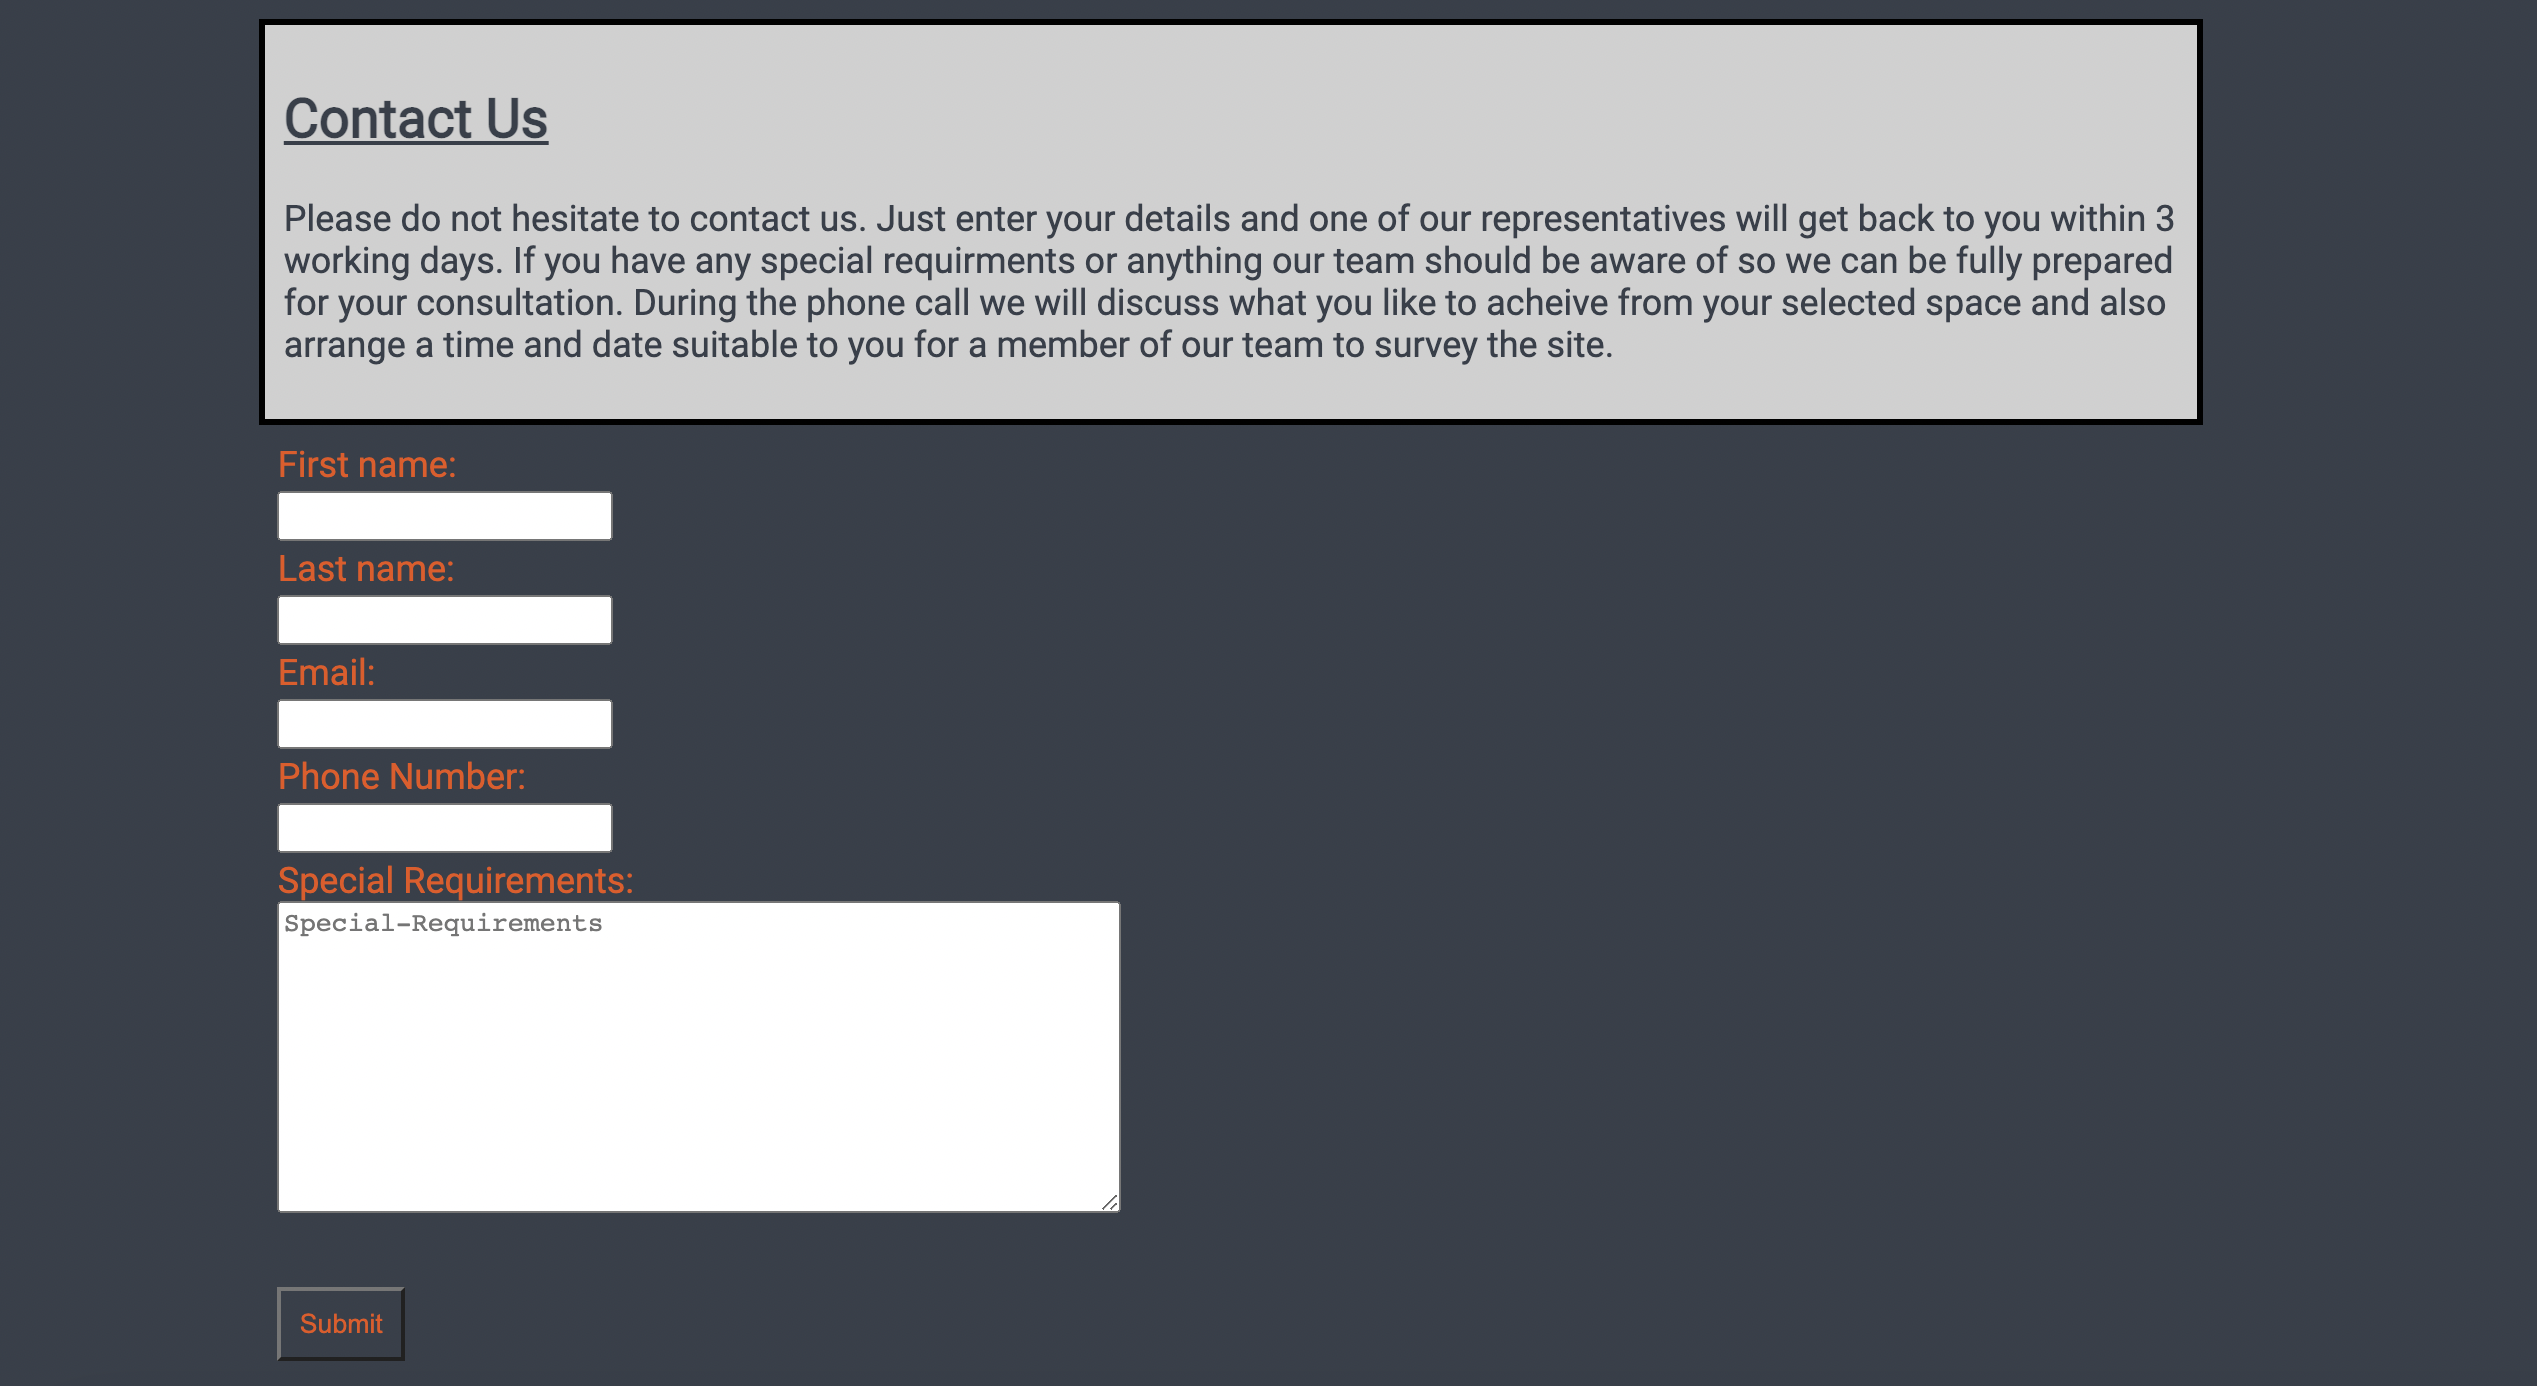 Contact Us
Please do not hesitate to contact us. Just enter your details and one of our representatives will get back to you within 3
working days. If you have any special requirments or anything our team should be aware of so we can be fully prepared
for your consultation. During the phone call we will discuss what you like to acheive from your selected space and also
arrange a time and date suitable to you for a member of our team to survey the site.
First name:
Last name:
Email:
Phone Number:
Special Requirements:
Special-Requirements
Submit